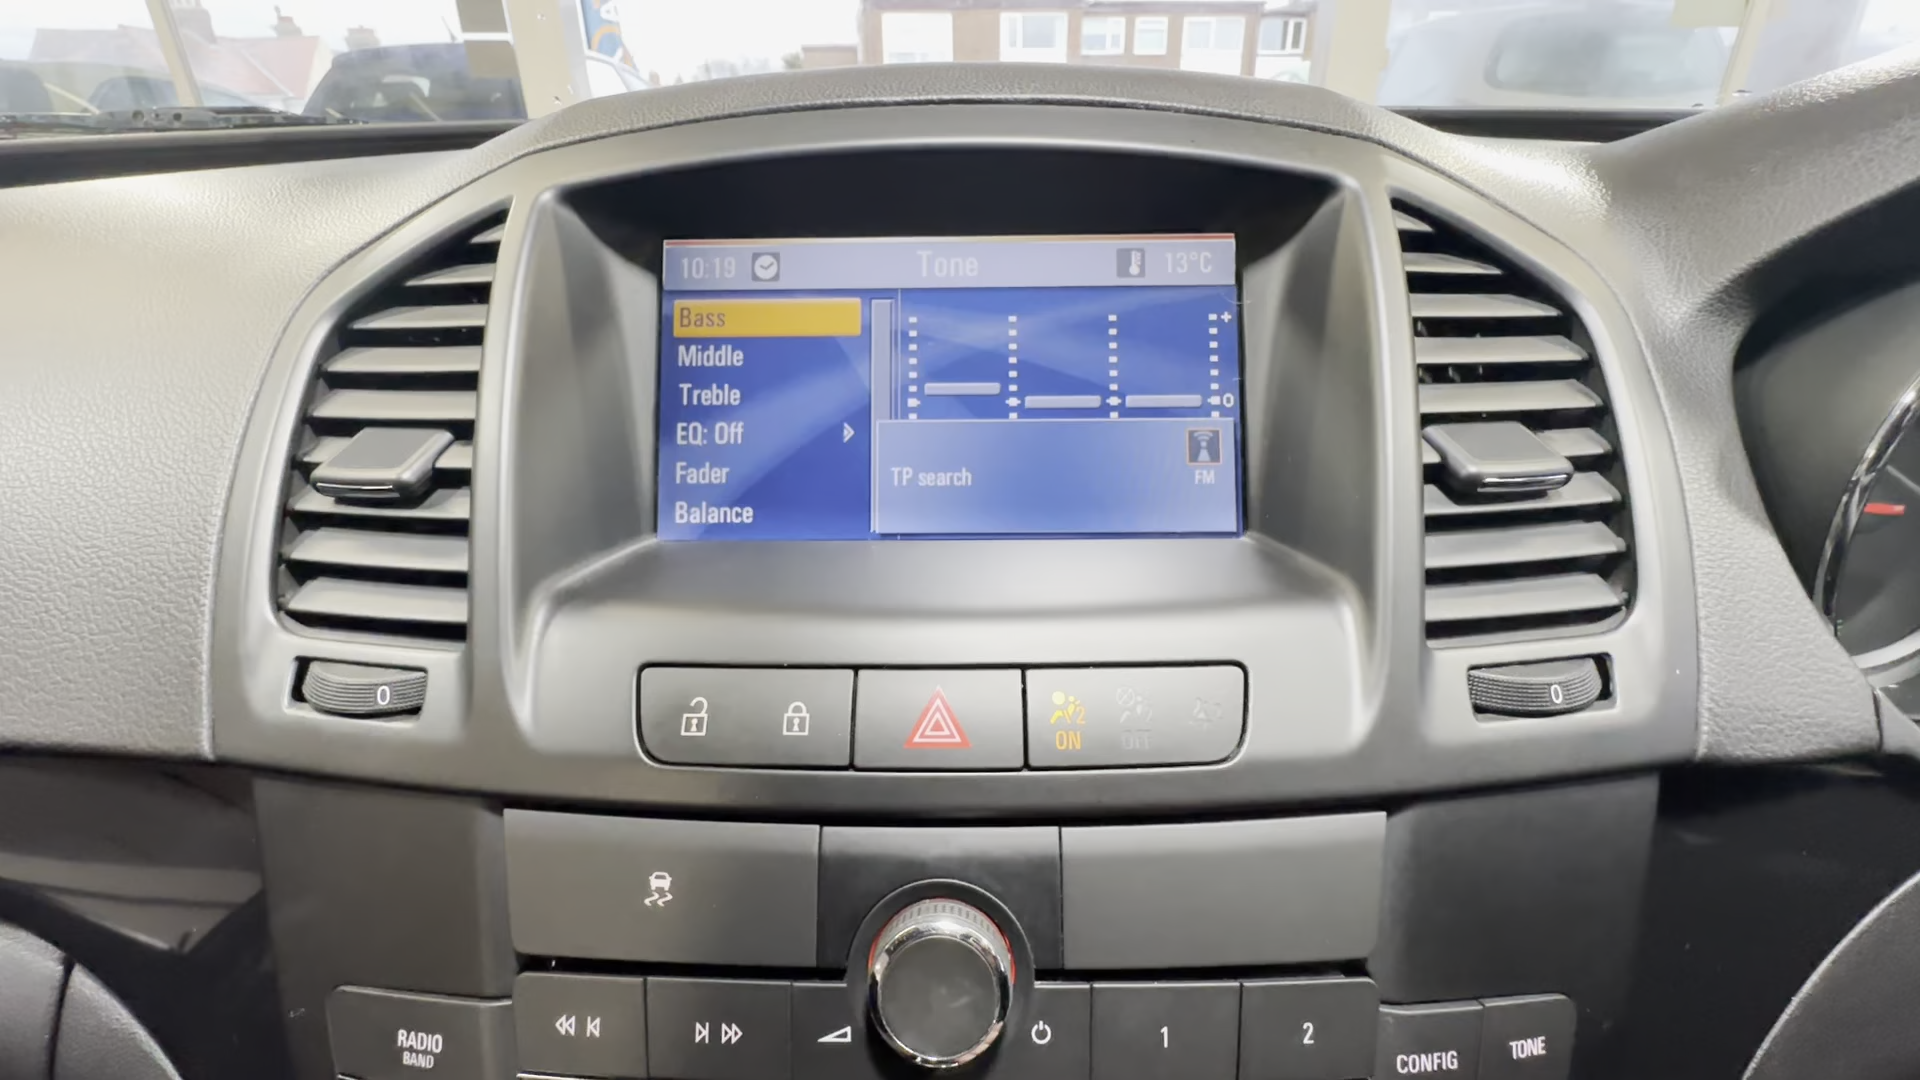 10:19 Tone 13°C
Bass
Middle
Treble
EQ: Off
Fader
Balance
+
0
TP search
FM
0
0
2
ON
OFF
RADIO
BAND
1
2
CONFIG
TONE